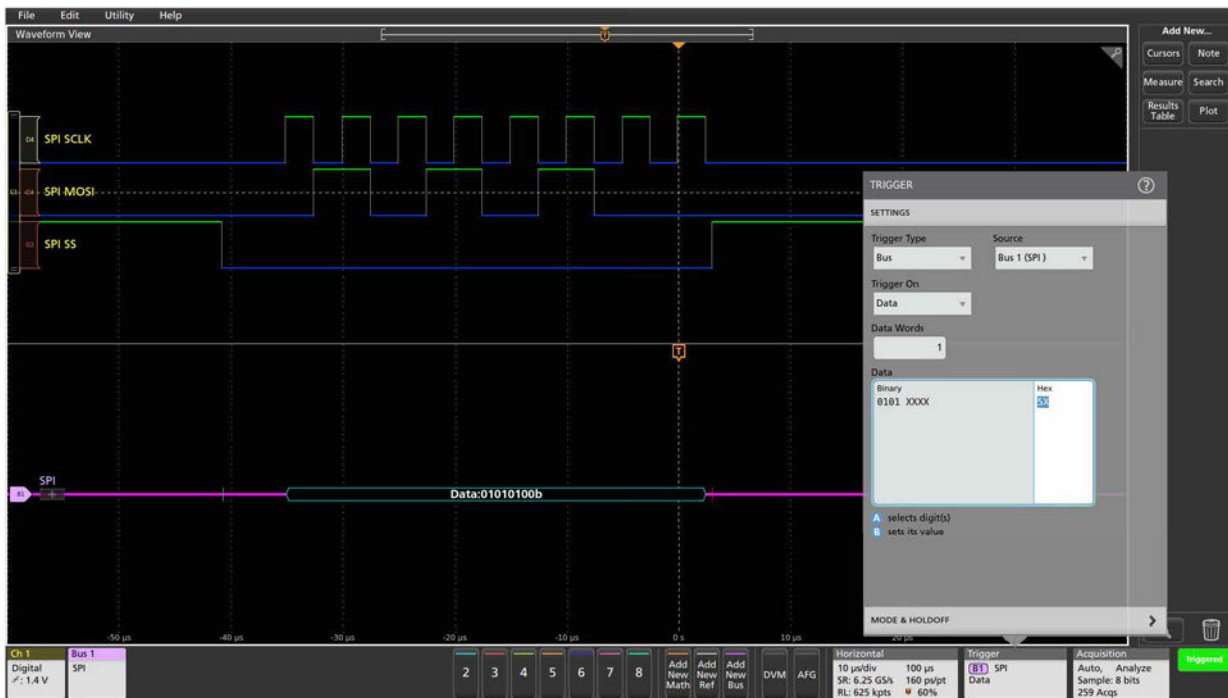 File Edit Utility Help
Waveform View
Add New...
Cursors Note
Measure Search
Results Table Plot
T
D4 SPI SCLK
C1 SPI MOSI
SPI SS
T
SPI
B1 + Data:01010100b
-50 µs -40 µs -30 µs -20 µs -10 µs 0 s 10 µs 20 µs
TRIGGER ?
SETTINGS
Trigger Type Source
Bus Bus 1 (SPI )
Trigger On
Data
Data Words
1
Data
Binary Hex
0101 XXXX 5X
A selects digit(s)
B sets its value
MODE & HOLDOFF
Ch 1
Digital
1.4 V
Bus 1
SPI
2 3 4 5 6 7 8
Add New Math
Add New Ref
Add New Bus
DVM AFG
Horizontal
10 µs/div 100 µs
SR: 6.25 GS/s 160 ps/pt
RL: 625 kpts 60%
Trigger
B1 SPI
Data
Acquisition
Auto, Analyze
Sample: 8 bits
259 Acqs
Triggered